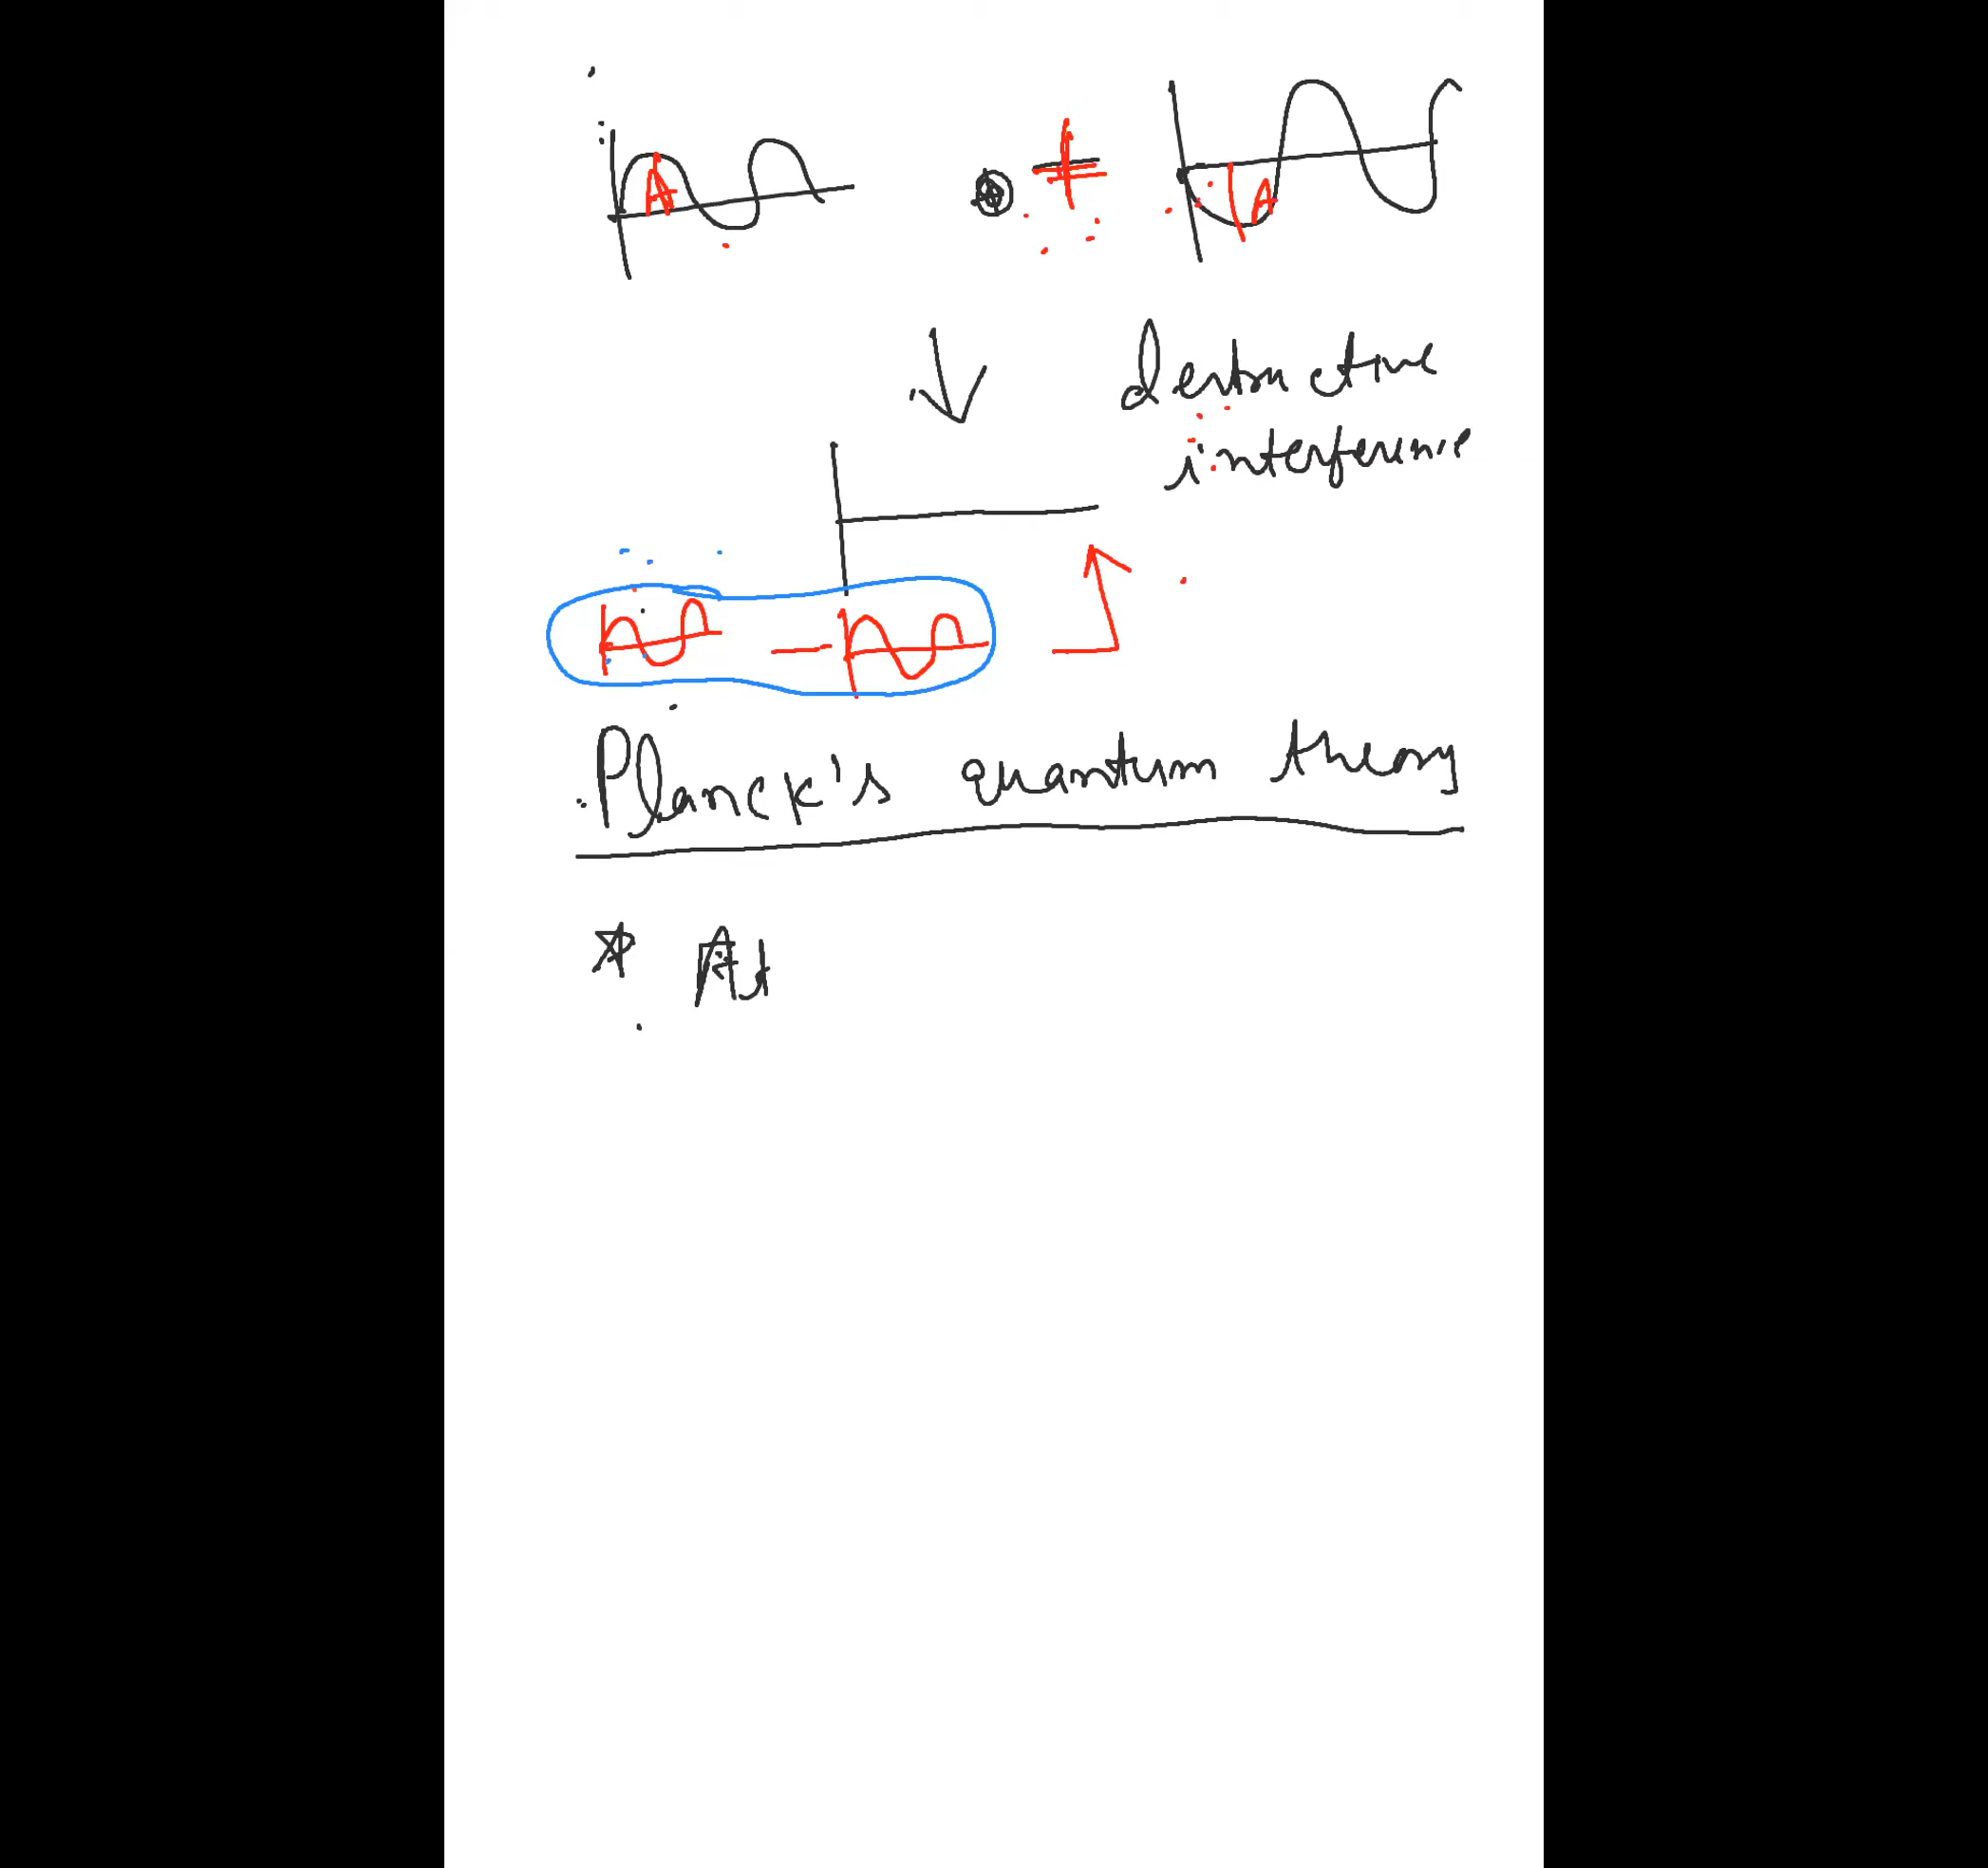 A + A
destructive
interference
Planck's quantum theory
* At